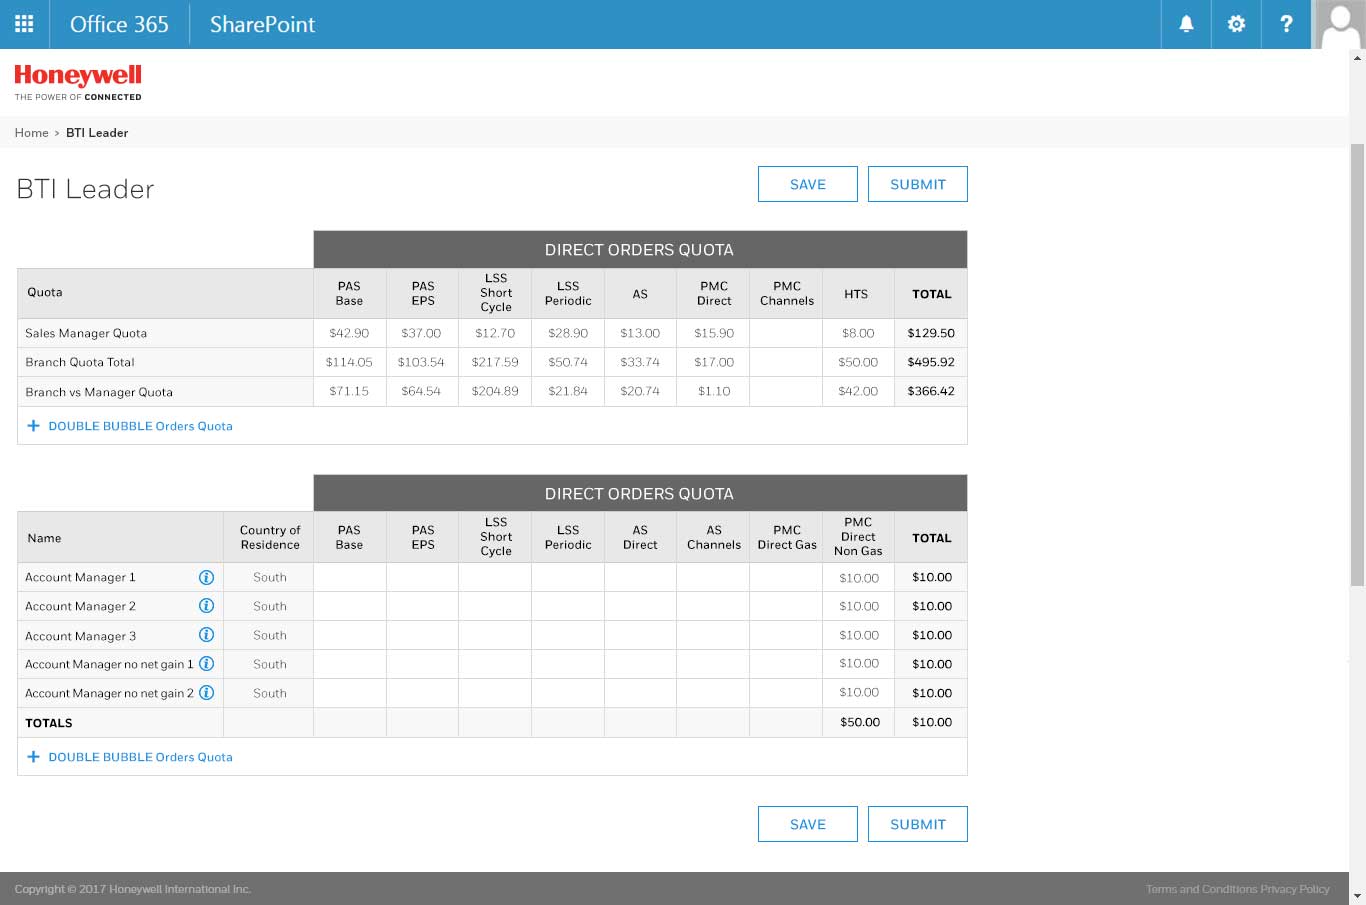 Office 365 SharePoint ?
Honeywell
THE POWER OF CONNECTED
Home > BTI Leader
BTI Leader
SAVE SUBMIT
DIRECT ORDERS QUOTA
Quota PAS Base PAS EPS LSS Short Cycle LSS Periodic AS PMC Direct PMC Channels HTS TOTAL
Sales Manager Quota $42.90 $37.00 $12.70 $28.90 $13.00 $15.90 $8.00 $129.50
Branch Quota Total $114.05 $103.54 $217.59 $50.74 $33.74 $17.00 $50.00 $495.92
Branch vs Manager Quota $71.15 $64.54 $204.89 $21.84 $20.74 $1.10 $42.00 $366.42
+ DOUBLE BUBBLE Orders Quota
DIRECT ORDERS QUOTA
Name Country of Residence PAS Base PAS EPS LSS Short Cycle LSS Periodic AS Direct AS Channels PMC Direct Gas PMC Direct Non Gas TOTAL
Account Manager 1 i South $10.00 $10.00
Account Manager 2 i South $10.00 $10.00
Account Manager 3 i South $10.00 $10.00
Account Manager no net gain 1 i South $10.00 $10.00
Account Manager no net gain 2 i South $10.00 $10.00
TOTALS $50.00 $10.00
+ DOUBLE BUBBLE Orders Quota
SAVE SUBMIT
Copyright © 2017 Honeywell International Inc. Terms and Conditions Privacy Policy